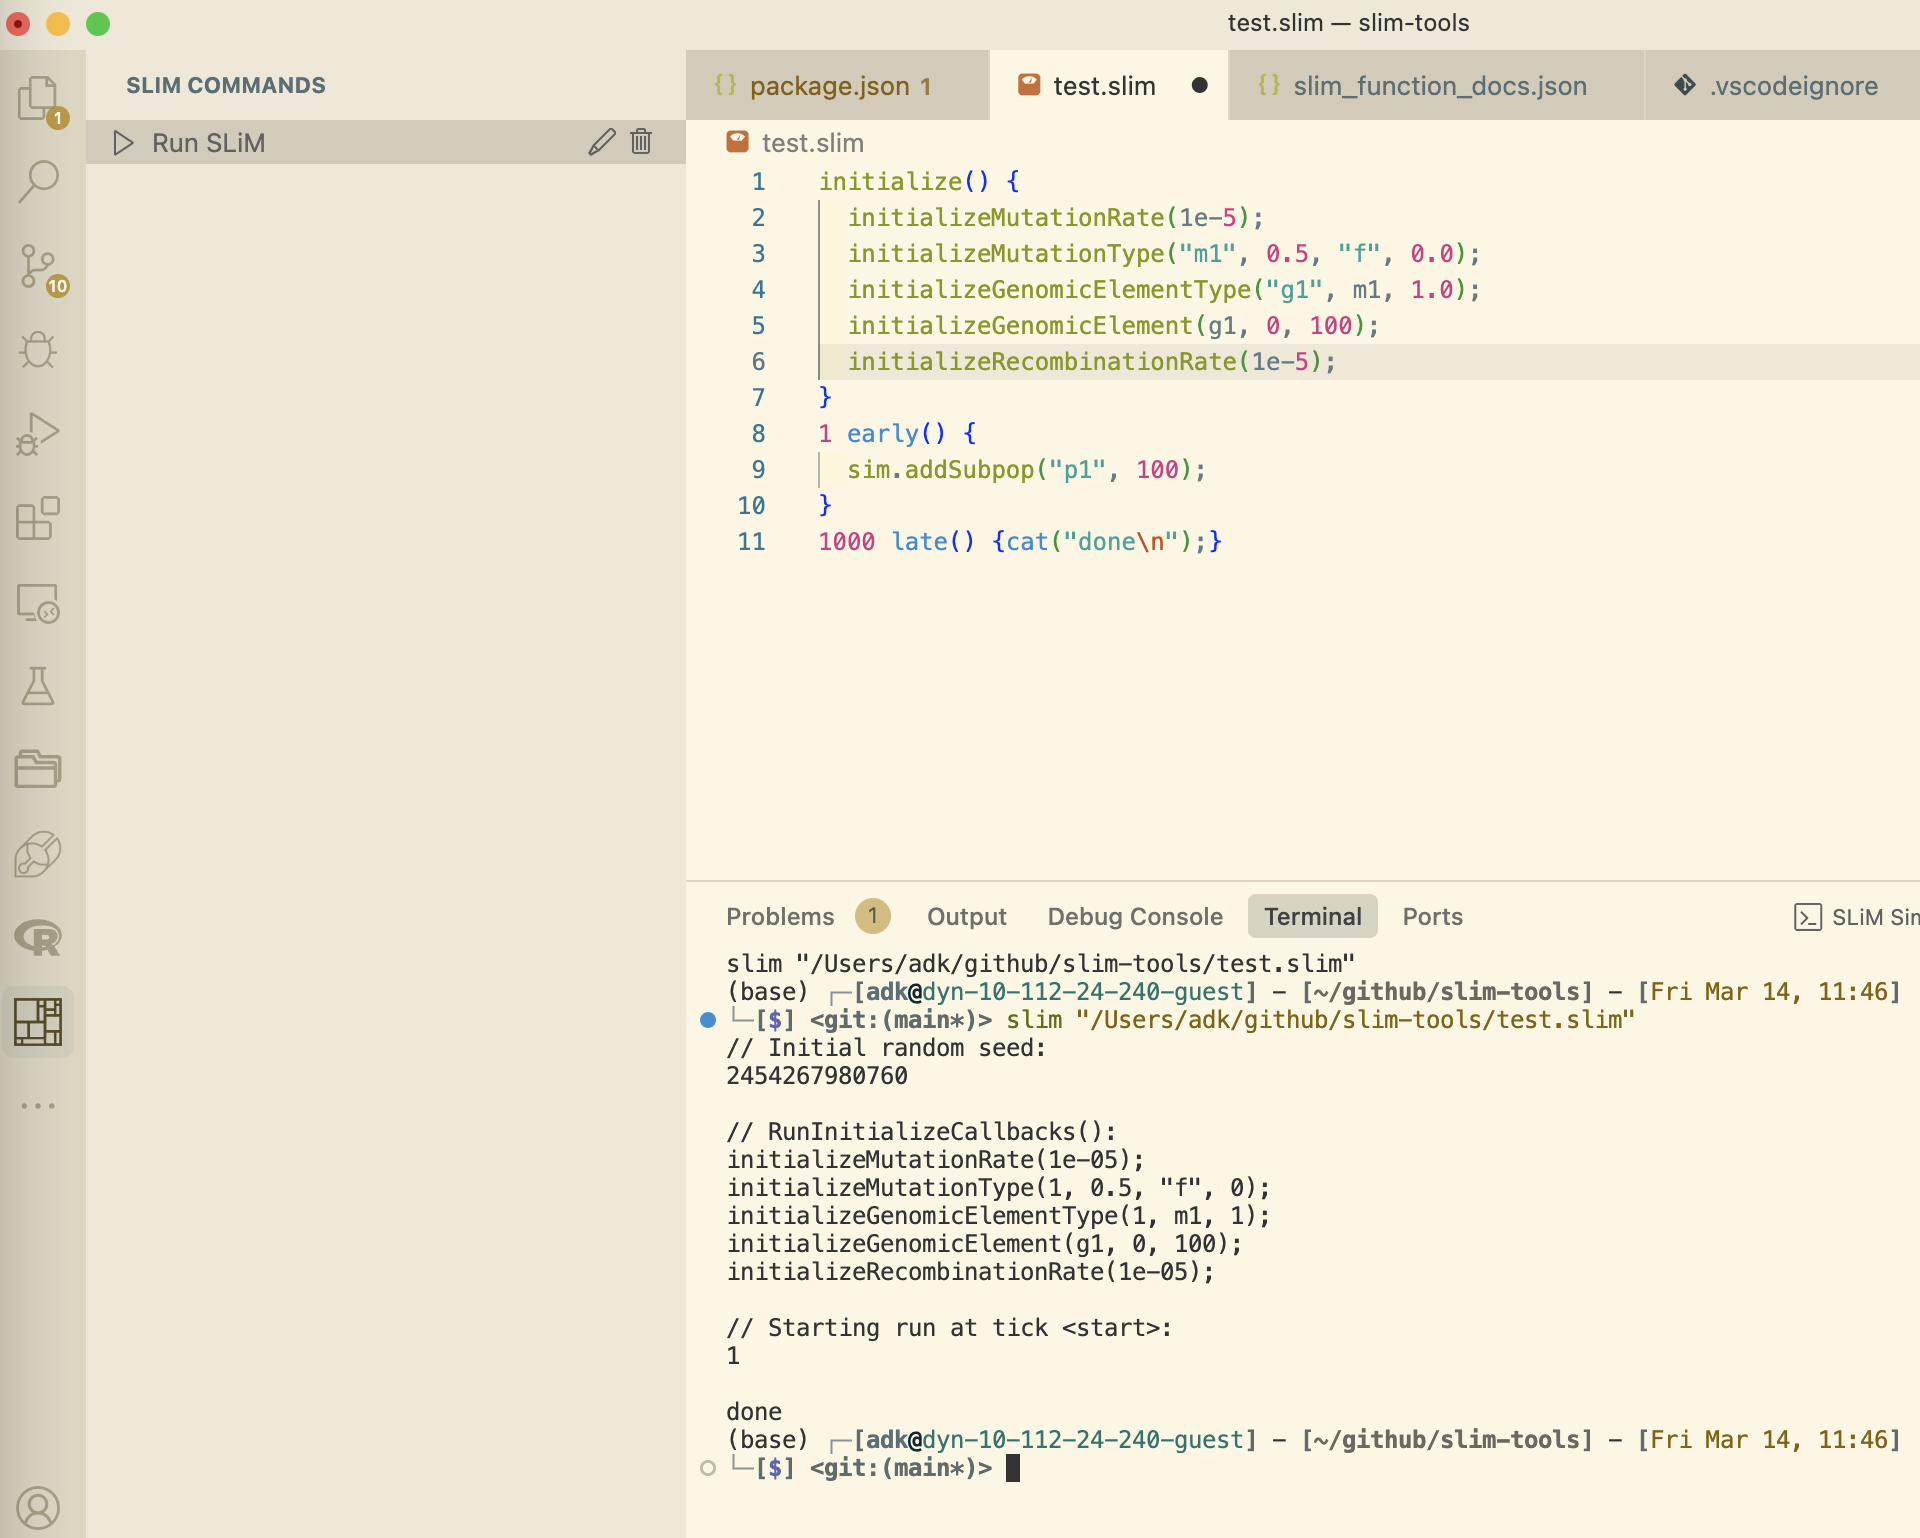 test.slim — slim-tools
SLIM COMMANDS
Run SLiM
1
10
{} package.json 1
test.slim
{} slim_function_docs.json
.vscodeignore
test.slim
1 initialize() {
2 initializeMutationRate(1e-5);
3 initializeMutationType("m1", 0.5, "f", 0.0);
4 initializeGenomicElementType("g1", m1, 1.0);
5 initializeGenomicElement(g1, 0, 100);
6 initializeRecombinationRate(1e-5);
7 }
8 1 early() {
9 sim.addSubpop("p1", 100);
10 }
11 1000 late() {cat("done\n");}
Problems 1 Output Debug Console Terminal Ports SLiM Sim
slim "/Users/adk/github/slim-tools/test.slim"
(base) ┌─[adk@dyn-10-112-24-240-guest] - [~/github/slim-tools] - [Fri Mar 14, 11:46]
└─[$] <git:(main*)> slim "/Users/adk/github/slim-tools/test.slim"
// Initial random seed:
2454267980760
// RunInitializeCallbacks():
initializeMutationRate(1e-05);
initializeMutationType(1, 0.5, "f", 0);
initializeGenomicElementType(1, m1, 1);
initializeGenomicElement(g1, 0, 100);
initializeRecombinationRate(1e-05);
// Starting run at tick <start>:
1
done
(base) ┌─[adk@dyn-10-112-24-240-guest] - [~/github/slim-tools] - [Fri Mar 14, 11:46]
└─[$] <git:(main*)>